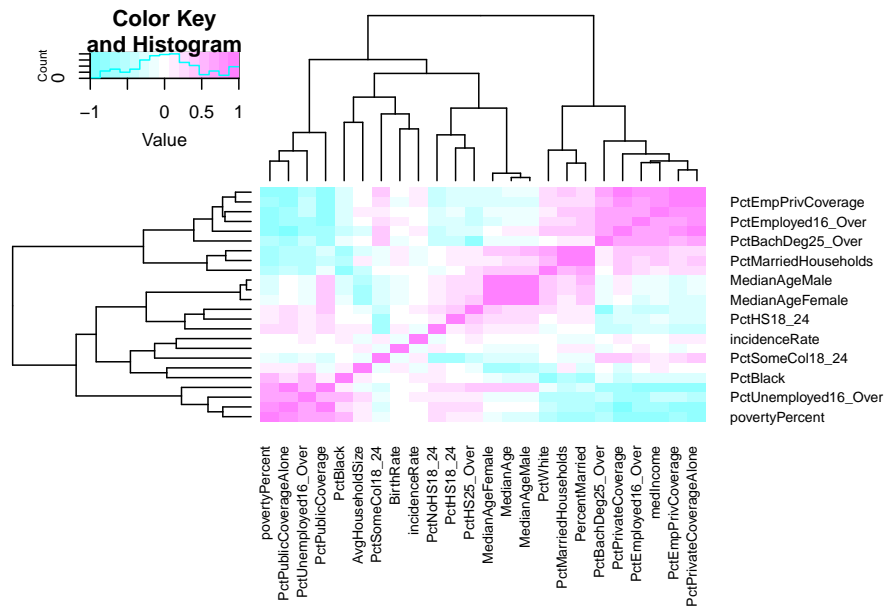 Color Key
and Histogram
Count
0
−1
0
0.5
1
Value
PctEmpPrivCoverage
PctEmployed16_Over
PctBachDeg25_Over
PctMarriedHouseholds
MedianAgeMale
MedianAgeFemale
PctHS18_24
incidenceRate
PctSomeCol18_24
PctBlack
PctUnemployed16_Over
povertyPercent
povertyPercent
PctPublicCoverageAlone
PctUnemployed16_Over
PctPublicCoverage
PctBlack
AvgHouseholdSize
PctSomeCol18_24
BirthRate
incidenceRate
PctNoHS18_24
PctHS18_24
PctHS25_Over
MedianAgeFemale
MedianAge
MedianAgeMale
PctWhite
PctMarriedHouseholds
PercentMarried
PctBachDeg25_Over
PctPrivateCoverage
PctEmployed16_Over
medIncome
PctEmpPrivCoverage
PctPrivateCoverageAlone